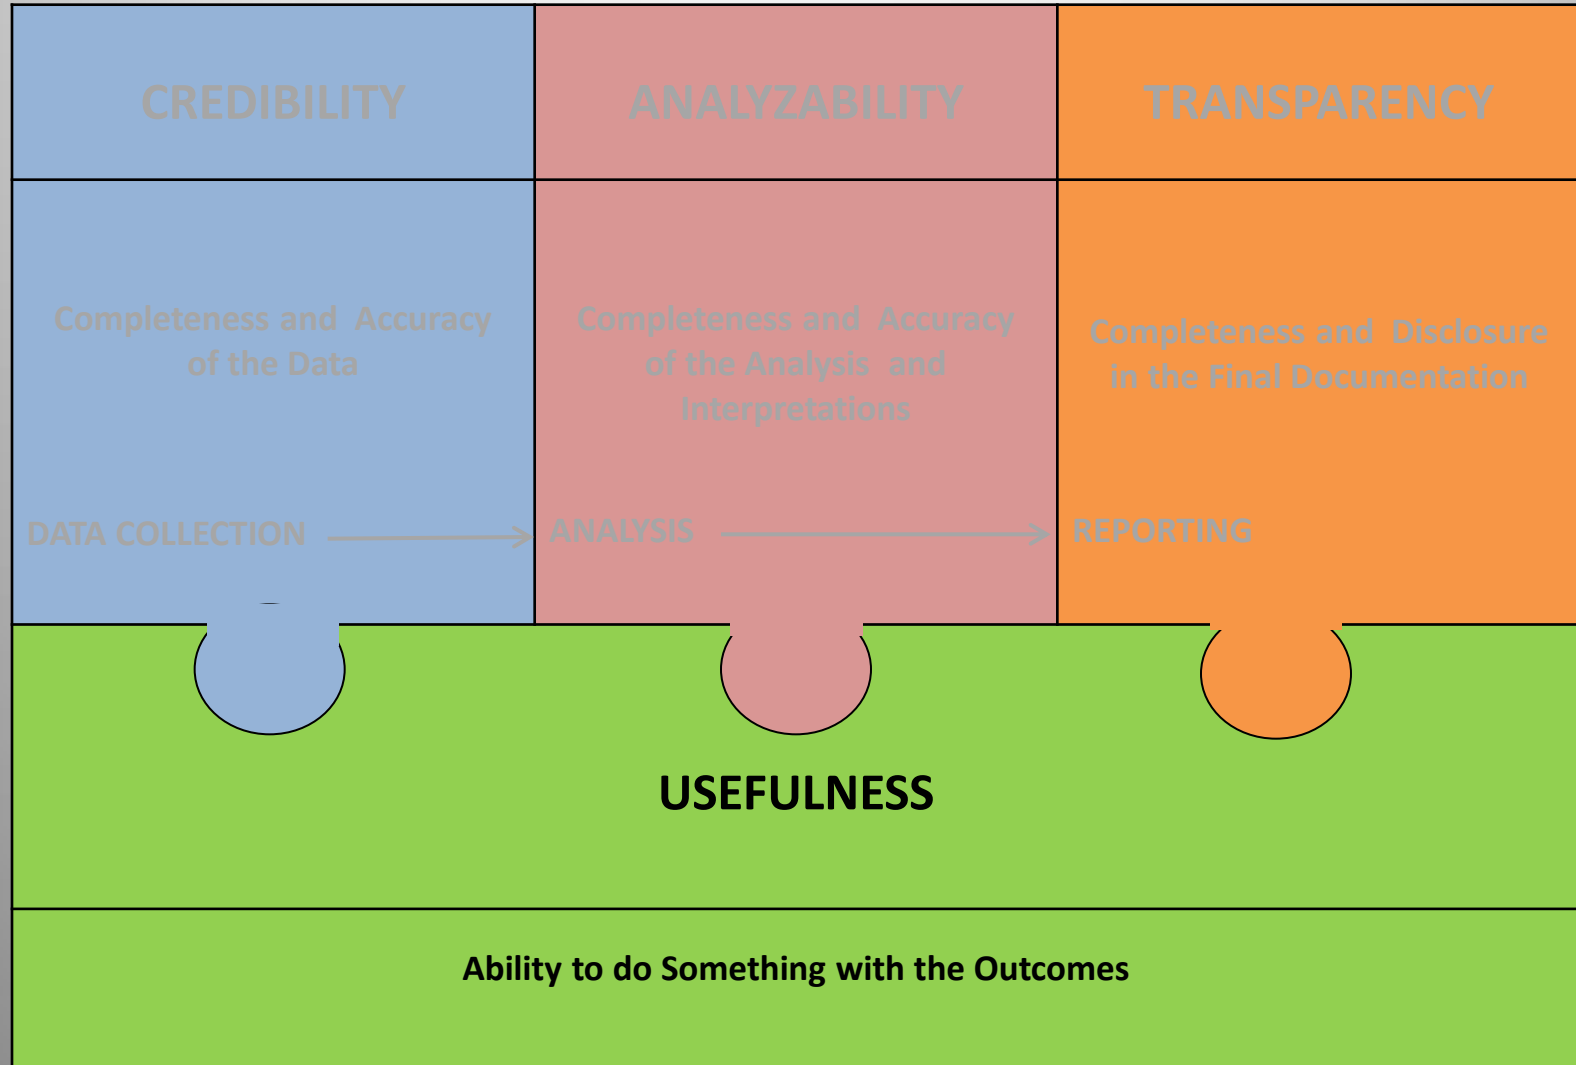 CREDIBILITY
ANALYZABILITY
TRANSPARENCY
Completeness and  Accuracy
of the Data
Completeness and  Accuracy
of the Analysis  and
Interpretations
Completeness and  Disclosure
in the Final Documentation
DATA COLLECTION
ANALYSIS
REPORTING
USEFULNESS
Ability to do Something with the Outcomes